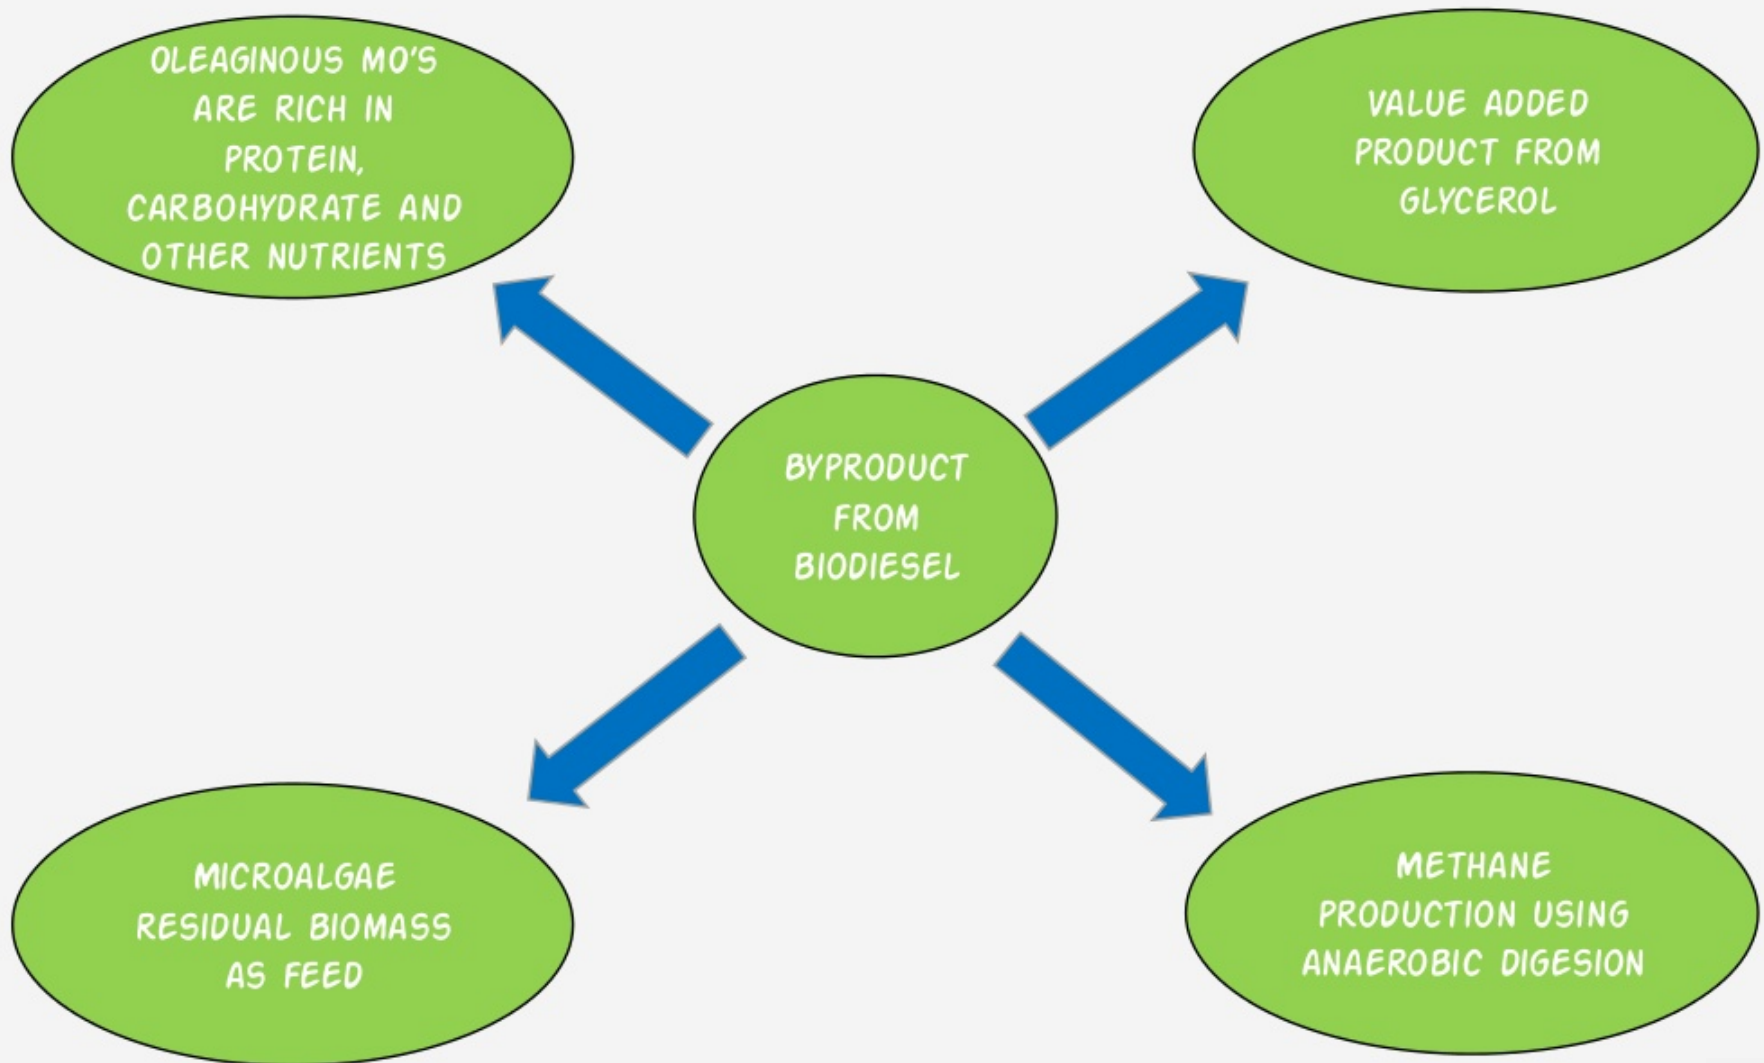 OLEAGINOUS MO'S
ARE RICH IN
PROTEIN,
CARBOHYDRATE AND
OTHER NUTRIENTS
VALUE ADDED
PRODUCT FROM
GLYCEROL
BYPRODUCT
FROM
BIODIESEL
MICROALGAE
RESIDUAL BIOMASS
AS FEED
METHANE
PRODUCTION USING
ANAEROBIC DIGESION